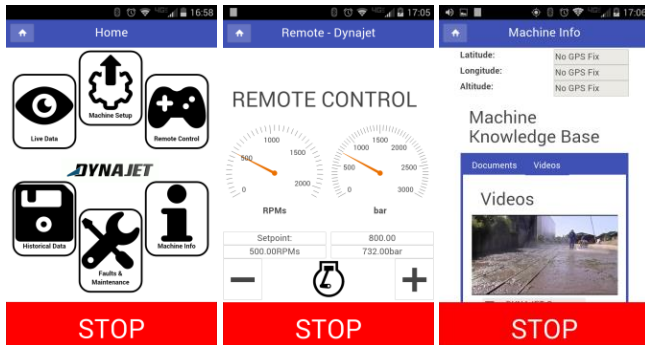 16:58
Home
Machine Setup
Live Data
Remote Control
DYNAJET
Historical Data
Machine Info
Faults &
Maintenance
STOP
17:05
Remote - Dynajet
REMOTE CONTROL
0
500
1000
1500
2000
RPMs
0
500
1000
1500
2000
2500
3000
bar
Setpoint:
800.00
500.00RPMs
732.00bar
STOP
17:06
Machine Info
Latitude:
No GPS Fix
Longitude:
No GPS Fix
Altitude:
No GPS Fix
Machine
Knowledge Base
Documents
Videos
Videos
STOP